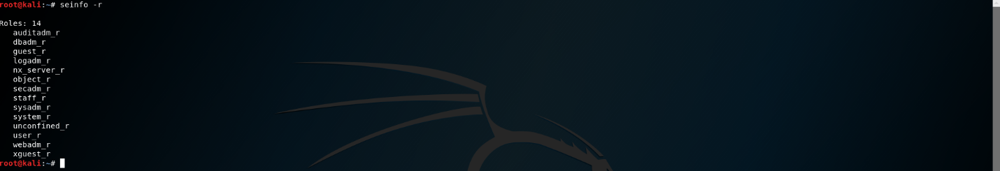 root@kali:~# seinfo -r
Roles: 14
auditadm_r
dbadm_r
guest_r
logadm_r
nx_server_r
object_r
secadm_r
staff_r
sysadm_r
system_r
unconfined_r
user_r
webadm_r
xguest_r
root@kali:~#